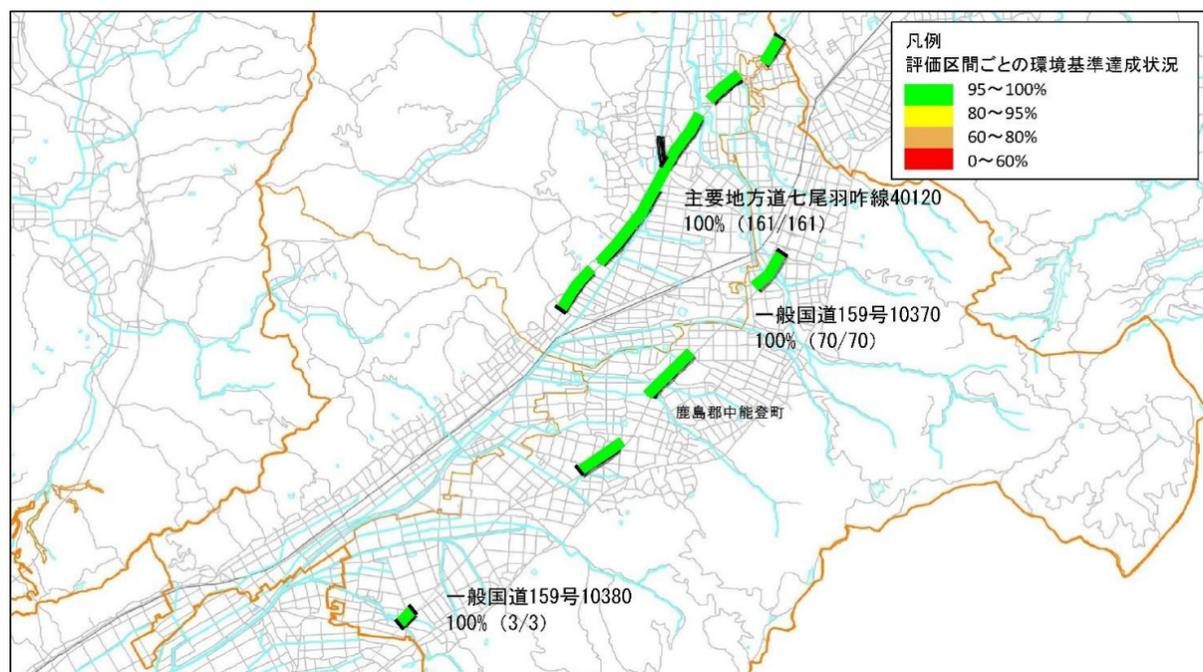 凡例
評価区間ごとの環境基準達成状況
95～100%
80～95%
60～80%
0～60%
主要地方道七尾羽咋線40120
100% (161/161)
一般国道159号10370
100% (70/70)
鹿島郡中能登町
一般国道159号10380
100% (3/3)